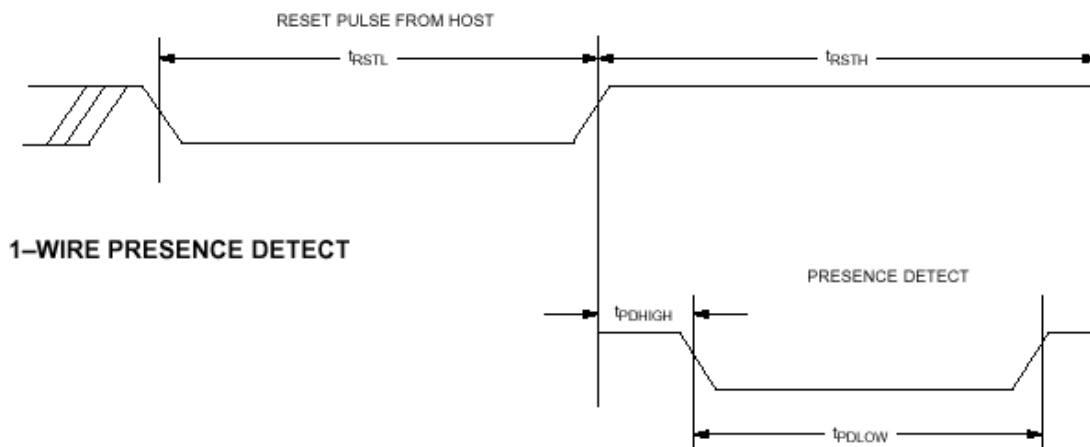 RESET PULSE FROM HOST
tRSTL
tRSTH
1–WIRE PRESENCE DETECT
PRESENCE DETECT
tPDHIGH
tPDLOW